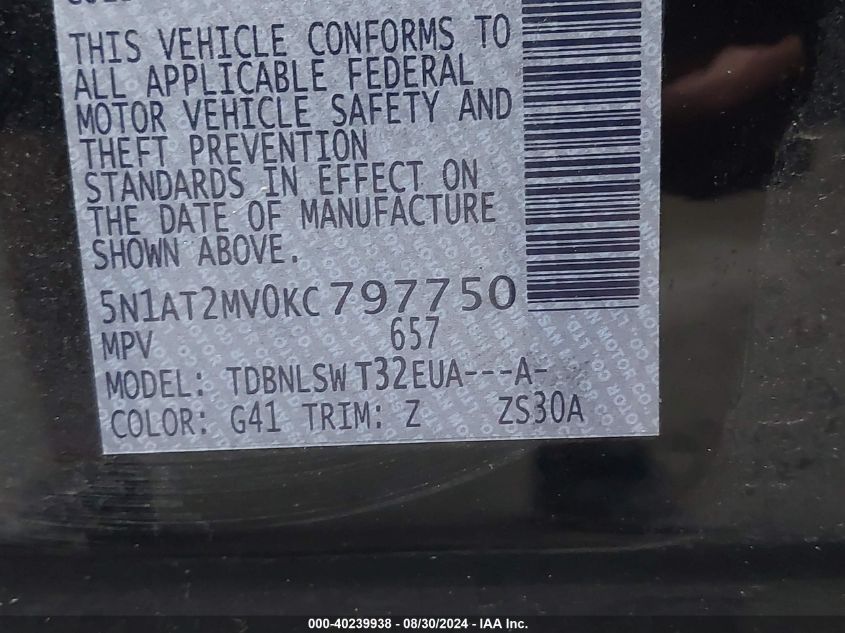 THIS VEHICLE CONFORMS TO
ALL APPLICABLE FEDERAL
MOTOR VEHICLE SAFETY AND
THEFT PREVENTION
STANDARDS IN EFFECT ON
THE DATE OF MANUFACTURE
SHOWN ABOVE.
5N1AT2MV0KC797750
MPV 657
MODEL: TDBNLSW T32EUA---A-
COLOR: G41 TRIM: Z ZS30A
000-40239938 - 08/30/2024 - IAA Inc.